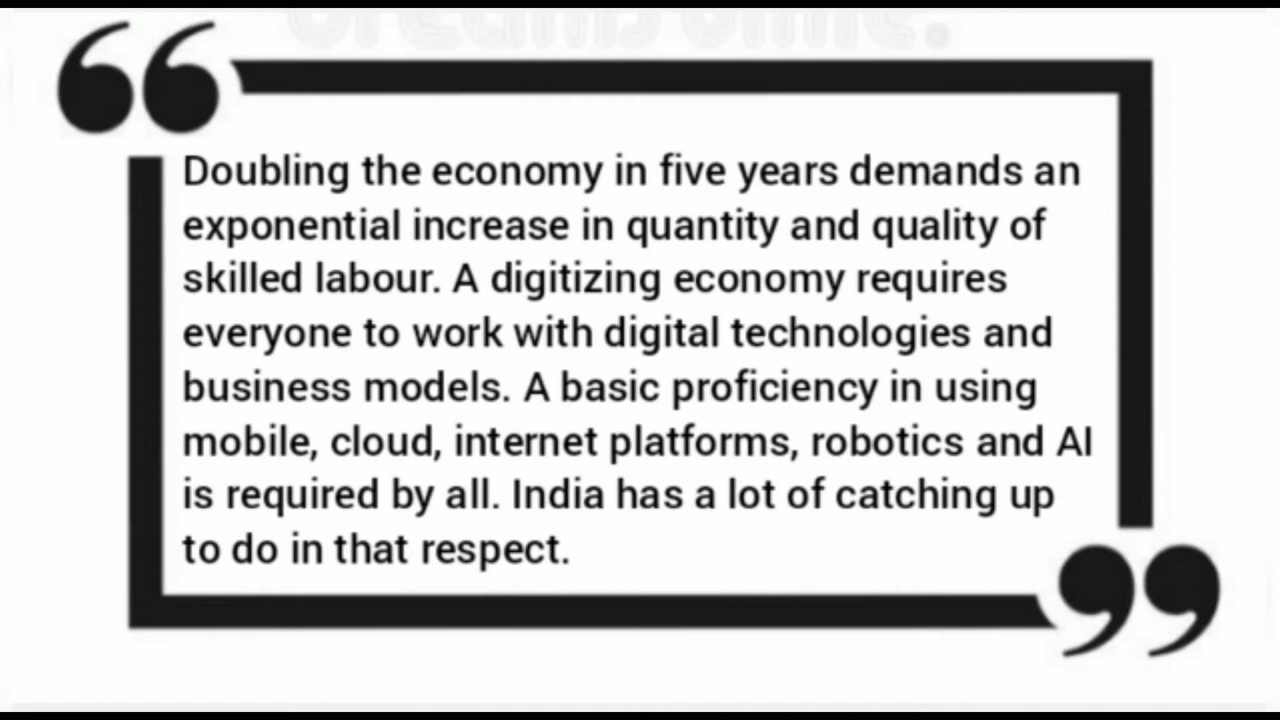 Doubling the economy in five years demands an
exponential increase in quantity and quality of
skilled labour. A digitizing economy requires
everyone to work with digital technologies and
business models. A basic proficiency in using
mobile, cloud, internet platforms, robotics and AI
is required by all. India has a lot of catching up
to do in that respect.